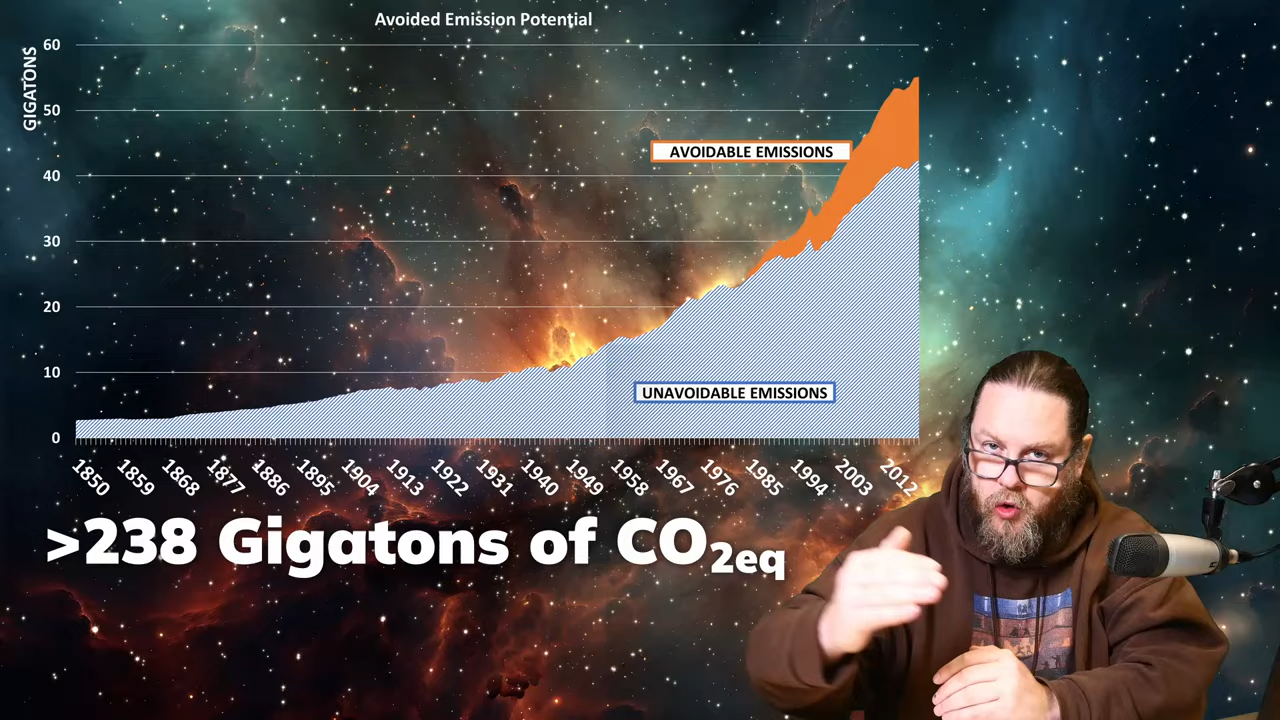 Avoided Emission Potential
GIGATONS
60
50
40
30
20
10
0
AVOIDABLE EMISSIONS
UNAVOIDABLE EMISSIONS
1850 1859 1868 1877 1886 1895 1904 1913 1922 1931 1940 1949 1958 1967 1976 1985 1994 2003 2012
>238 Gigatons of CO2eq